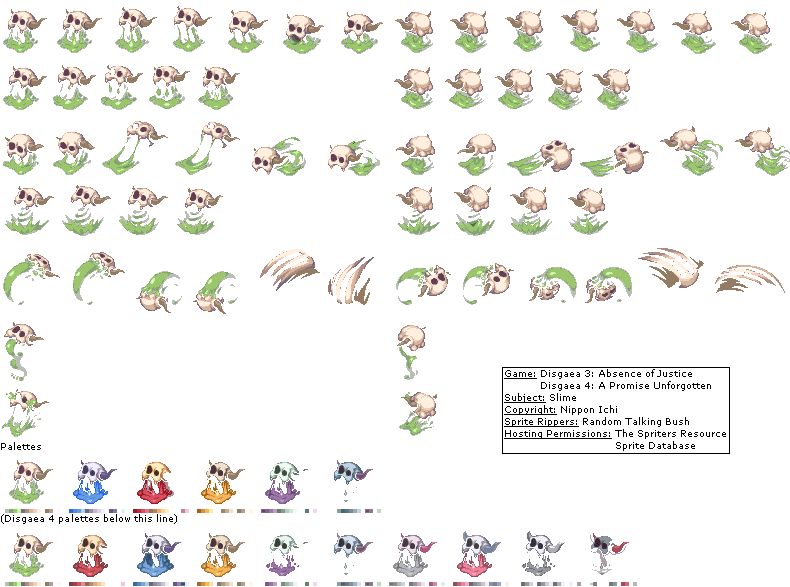 Game: Disgaea 3: Absence of Justice
Disgaea 4: A Promise Unforgotten
Subject: Slime
Copyright: Nippon Ichi
Sprite Rippers: Random Talking Bush
Hosting Permissions: The Spriters Resource
Sprite Database
Palettes
(Disgaea 4 palettes below this line)